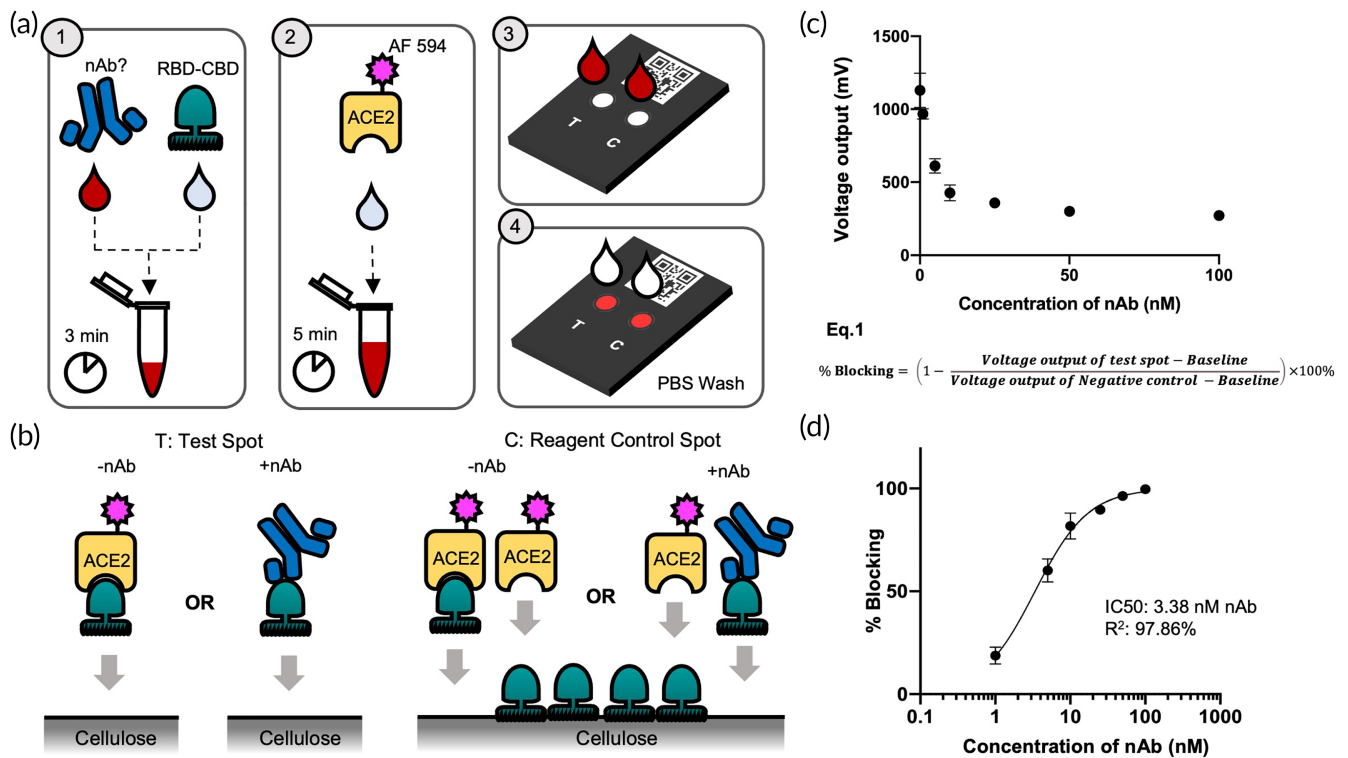 (a)
1
nAb?
RBD-CBD
3 min
2
AF 594
ACE2
5 min
3
T
C
4
T
C
PBS Wash
(b)
T: Test Spot
-nAb
+nAb
ACE2
OR
Cellulose
Cellulose
C: Reagent Control Spot
-nAb
+nAb
ACE2
ACE2
OR
ACE2
Cellulose
(c)
Voltage output (mV)
1500
1000
500
0
0
50
100
Concentration of nAb (nM)
Eq.1
% Blocking = (1 − Voltage output of test spot − Baseline
Voltage output of Negative control − Baseline) ×100%
(d)
% Blocking
100
50
0
IC50: 3.38 nM nAb
R²: 97.86%
0.1
1
10
100
1000
Concentration of nAb (nM)